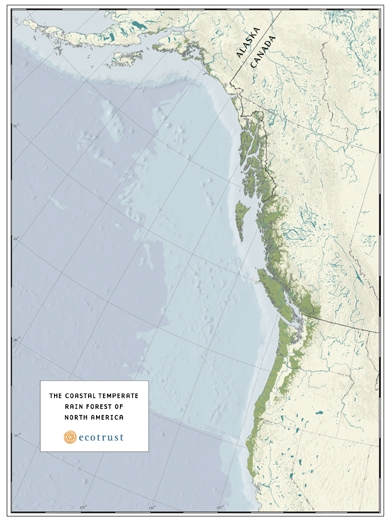 ALASKA
CANADA
THE COASTAL TEMPERATE
RAIN FOREST OF
NORTH AMERICA
ecotrust